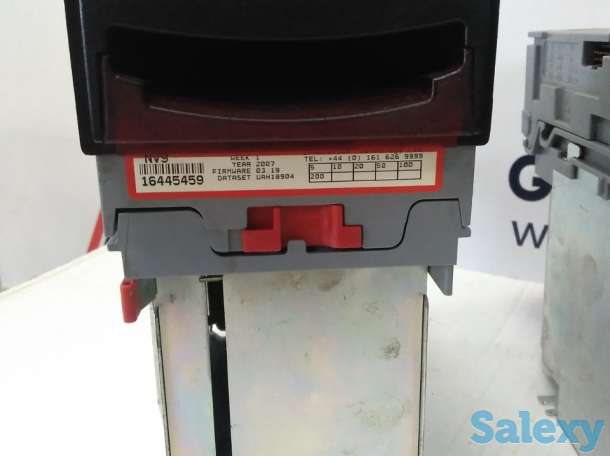 NV9
16445459
WEEK 1
YEAR 2007
FIRMWARE 03.19
DATASET UAH18904
TEL: +44 (0) 161 626 9999
5 10 20 50 100
200
G
W
Salexy